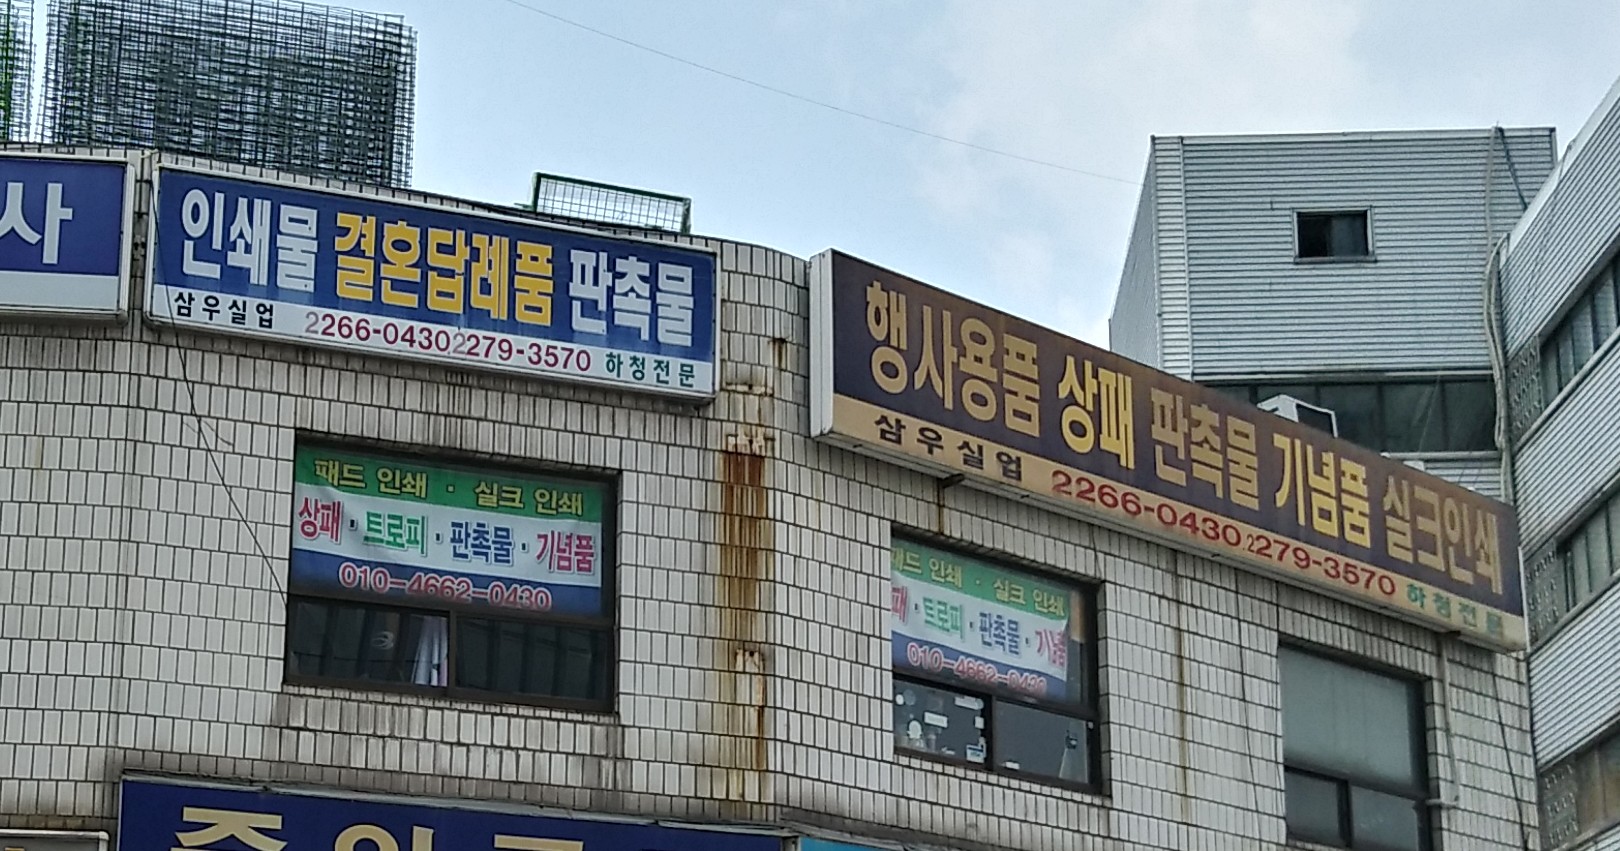 사
인쇄물 결혼답례품 판촉물
삼우실업 2266-0430 2279-3570 하청전문
행사용품 상패 판촉물 기념품 실크인쇄
삼우실업 2266-0430 2279-3570 하청전문
패드 인쇄 · 실크 인쇄
상패 · 트로피 · 판촉물 · 기념품
010-4662-0430
패드 인쇄 · 실크 인쇄
패 · 트로피 · 판촉물 · 기념
010-4662-0430